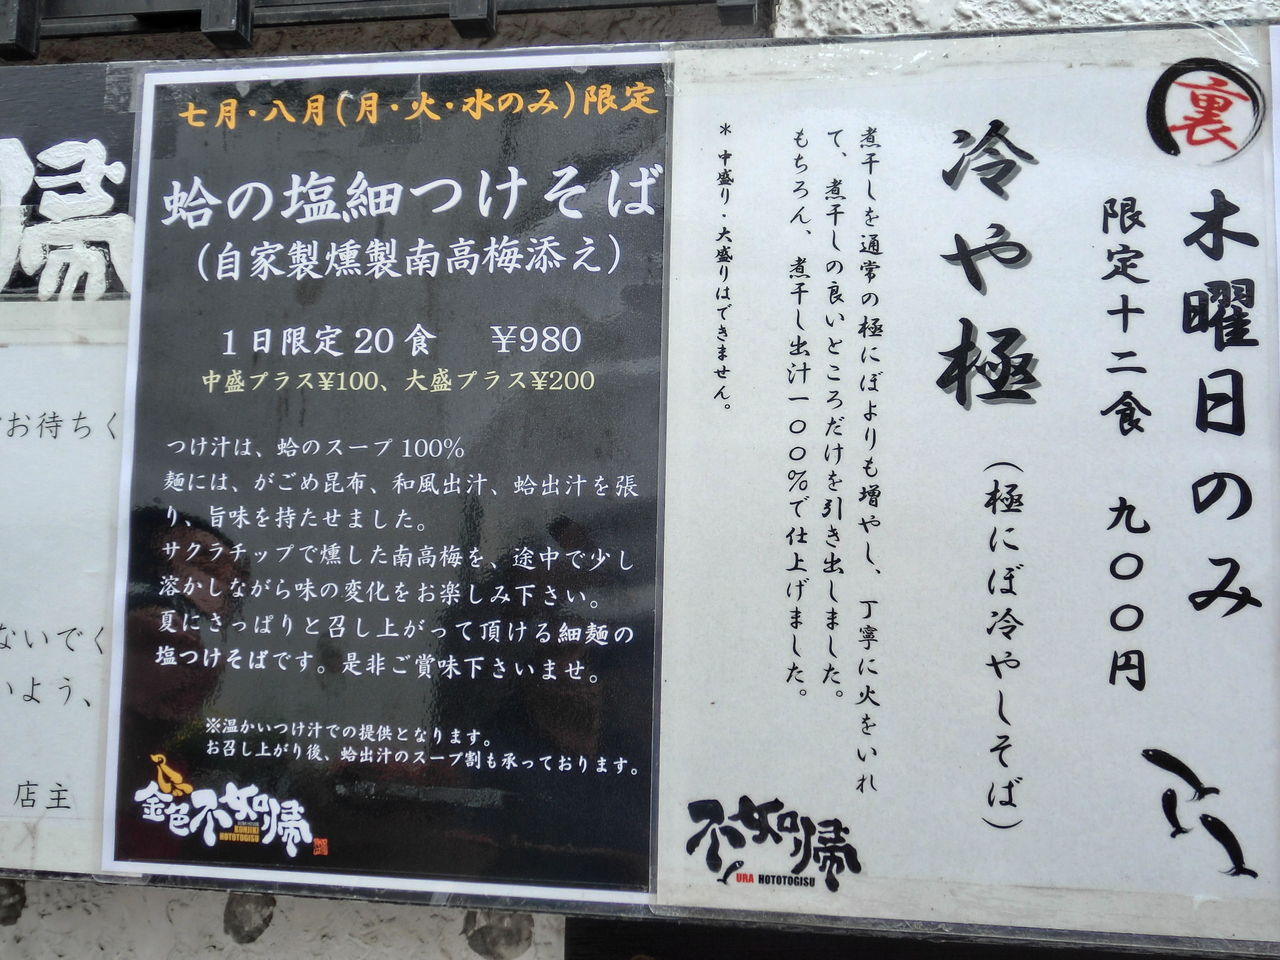 帰
お待ちく
ないでく
いよう、
店主
七月・八月(月・火・水のみ)限定
蛤の塩細つけそば
(自家製燻製南高梅添え)
1日限定20食 ¥980
中盛プラス¥100、大盛プラス¥200
つけ汁は、蛤のスープ100%
麺には、がごめ昆布、和風出汁、蛤出汁を張
り、旨味を持たせました。
サクラチップで燻した南高梅を、途中で少し
溶かしながら味の変化をお楽しみ下さい。
夏にさっぱりと召し上がって頂ける細麺の
塩つけそばです。是非ご賞味下さいませ。
※温かいつけ汁での提供となります。
お召し上がり後、蛤出汁のスープ割も承っております。
金色不如帰
KONJIKI
HOTOTOGISU
裏
木曜日のみ
限定十二食 九〇〇円
冷や極
(極にぼ冷やしそば)
煮干しを通常の極にぼよりも増やし、丁寧に火をいれ
て、煮干しの良いところだけを引き出しました。
もちろん、煮干し出汁一〇〇%で仕上げました。
* 中盛り・大盛りはできません。
不如帰
URA HOTOTOGISU